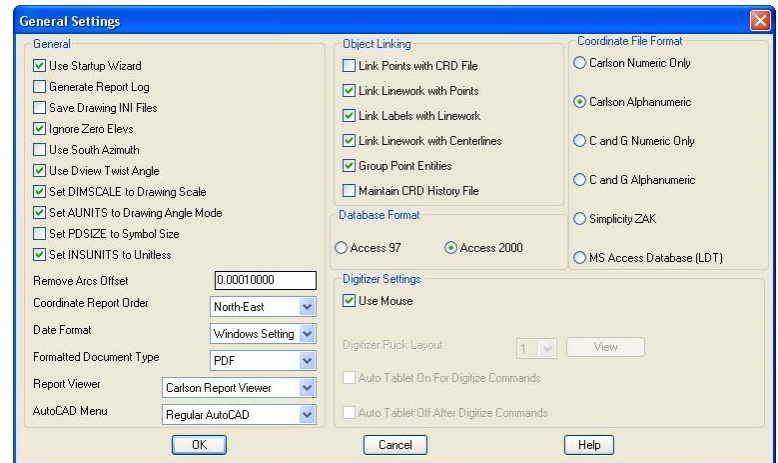 General Settings
General
Use Startup Wizard
Generate Report Log
Save Drawing INI Files
Ignore Zero Elevs
Use South Azimuth
Use Dview Twist Angle
Set DIMSCALE to Drawing Scale
Set AUNITS to Drawing Angle Mode
Set PDSIZE to Symbol Size
Set INSUNITS to Unitless
Remove Arcs Offset 0.00010000
Coordinate Report Order North-East
Date Format Windows Setting
Formatted Document Type PDF
Report Viewer Carlson Report Viewer
AutoCAD Menu Regular AutoCAD
Object Linking
Link Points with CRD File
Link Linework with Points
Link Labels with Linework
Link Linework with Centerlines
Group Point Entities
Maintain CRD History File
Database Format
Access 97 Access 2000
Coordinate File Format
Carlson Numeric Only
Carlson Alphanumeric
C and G Numeric Only
C and G Alphanumeric
Simplicity ZAK
MS Access Database (LDT)
Digitizer Settings
Use Mouse
Digitizer Puck Layout 1 View
Auto Tablet On For Digitize Commands
Auto Tablet Off After Digitize Commands
OK Cancel Help